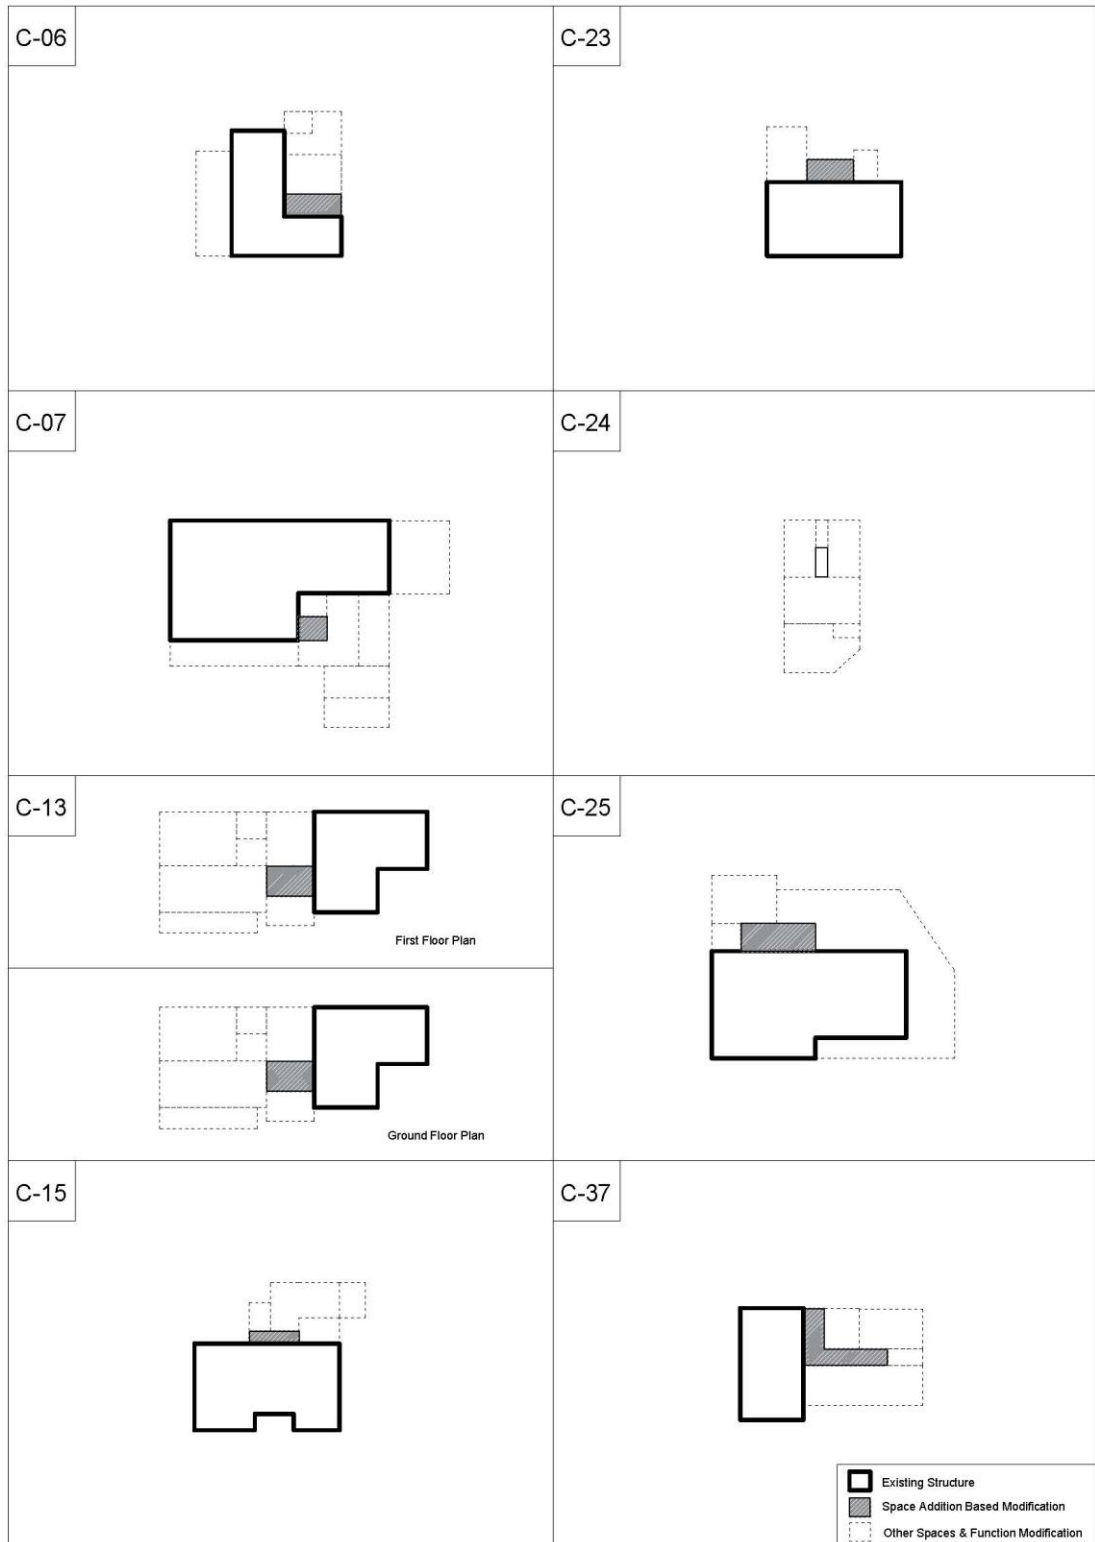 C-06
C-23
C-07
C-24
C-13
First Floor Plan
Ground Floor Plan
C-25
C-15
C-37
Existing Structure
Space Addition Based Modification
Other Spaces & Function Modification